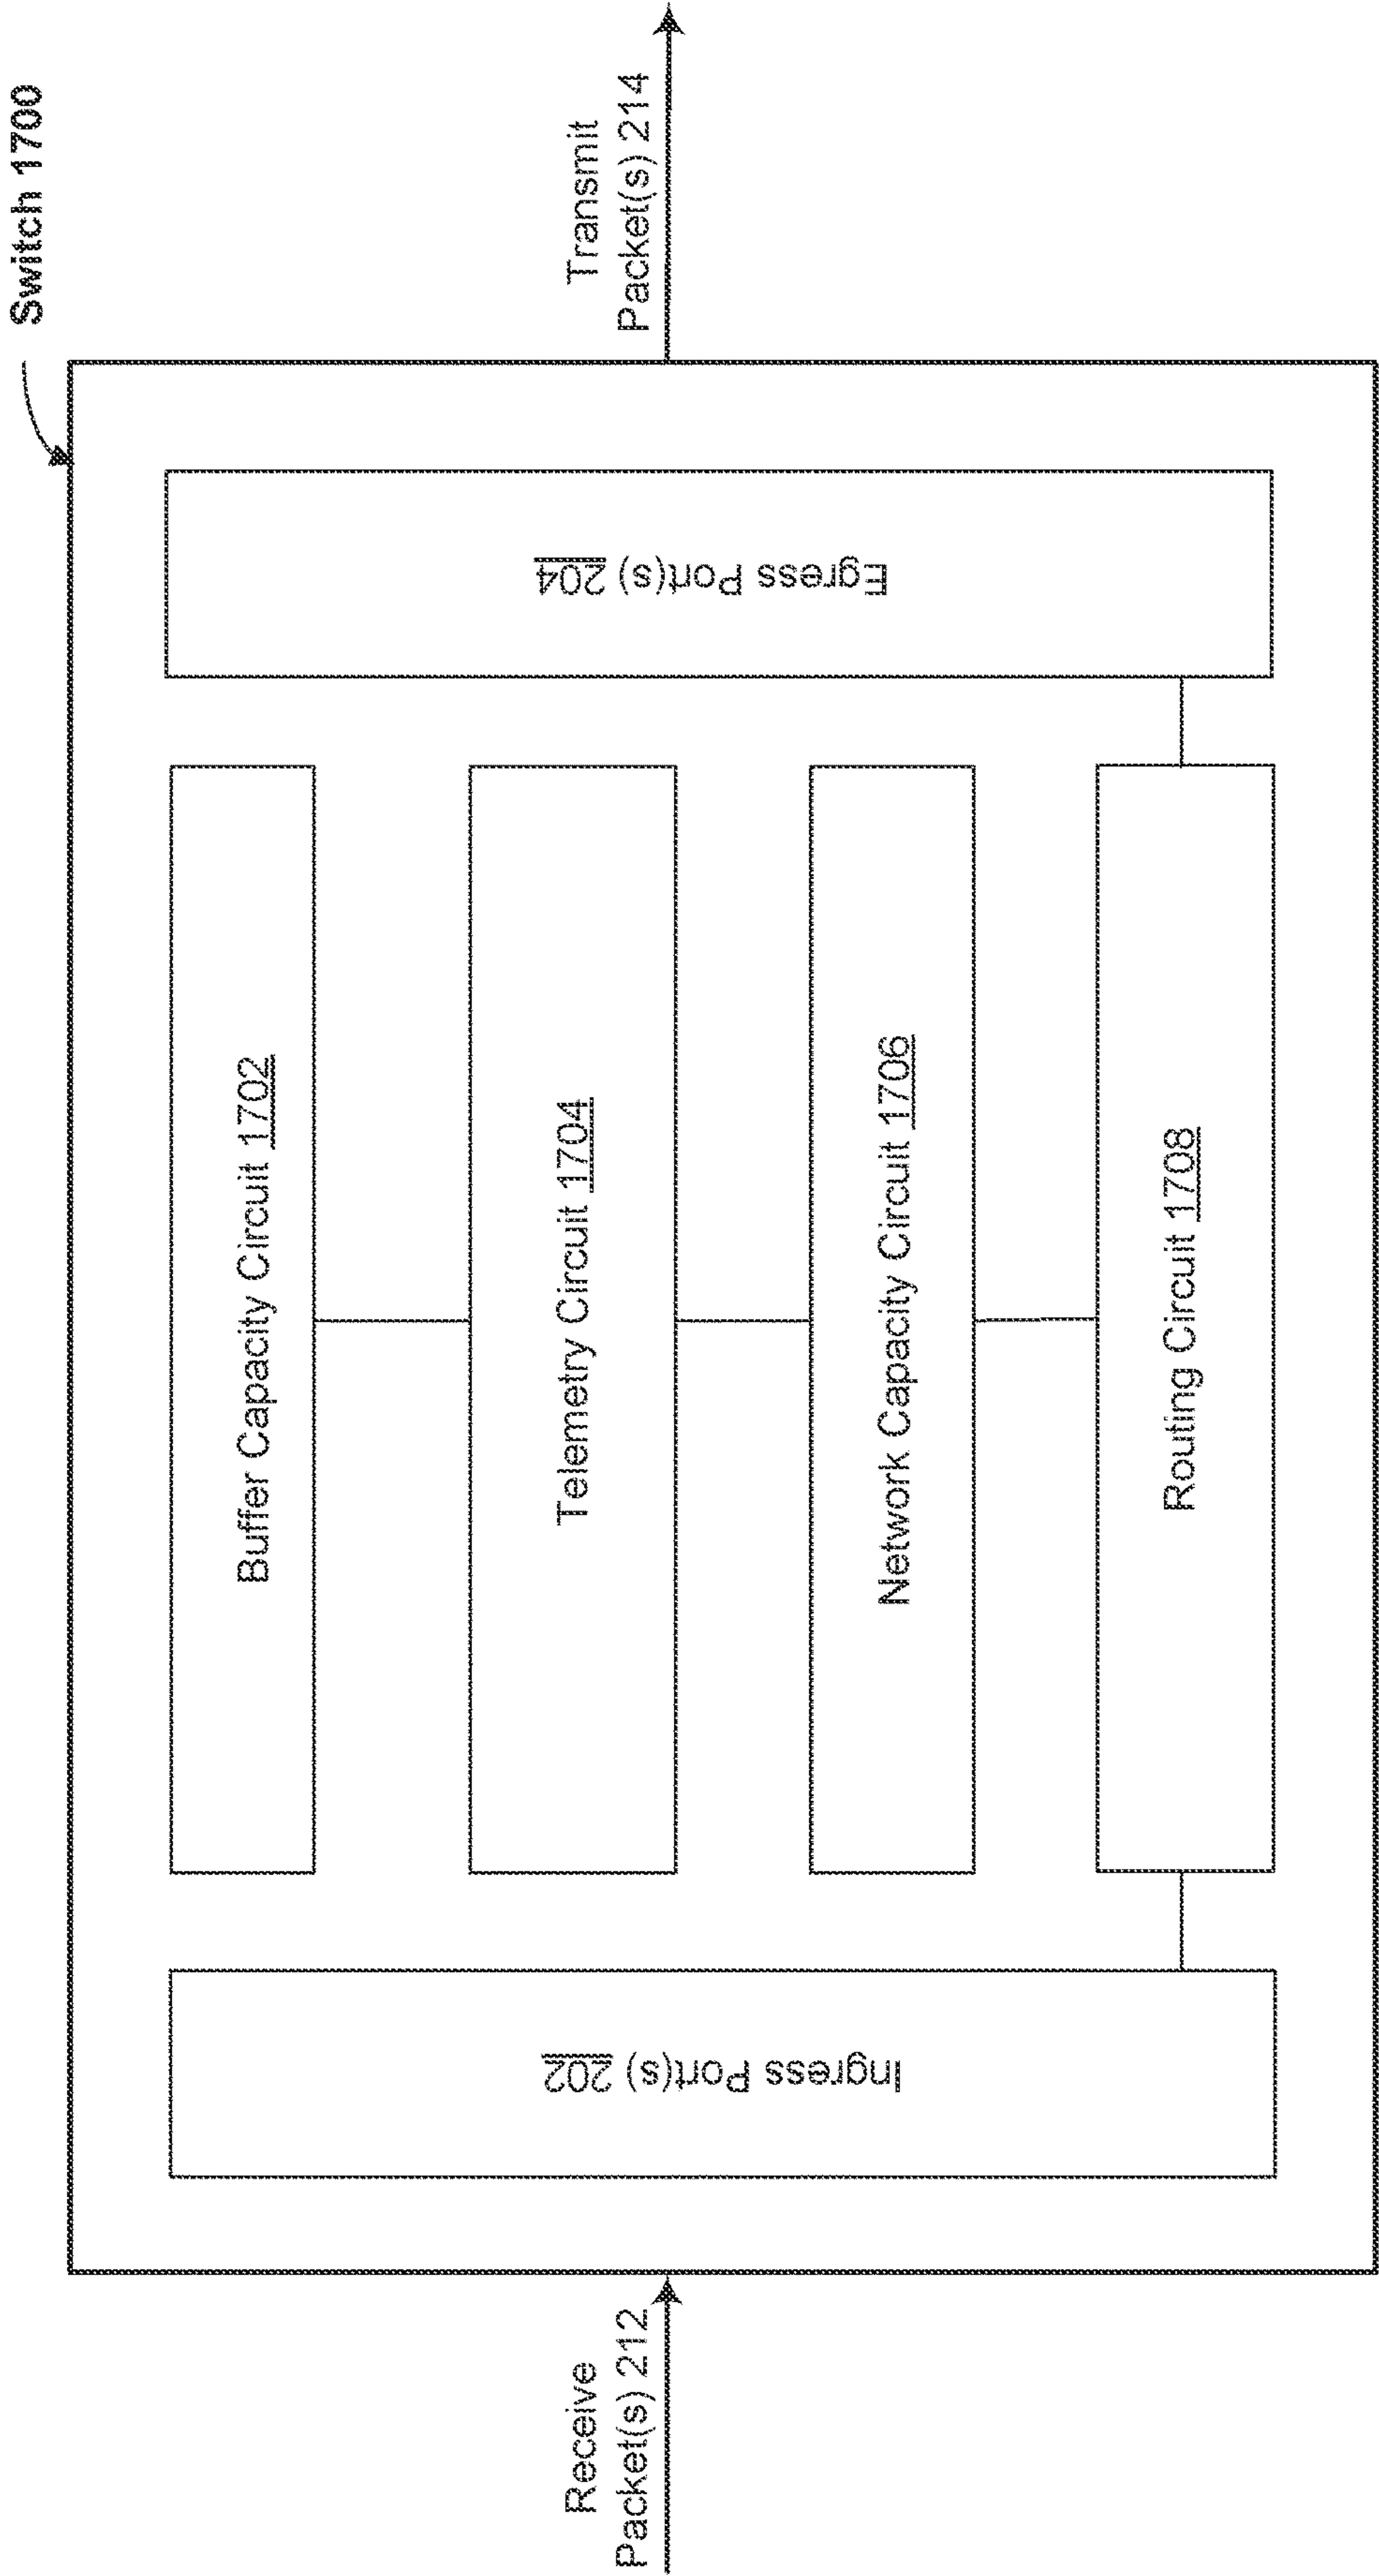 Switch 1700
Receive
Packet(s) 212
Ingress Port(s) 202
Buffer Capacity Circuit 1702
Telemetry Circuit 1704
Network Capacity Circuit 1706
Routing Circuit 1708
Egress Port(s) 204
Transmit
Packet(s) 214